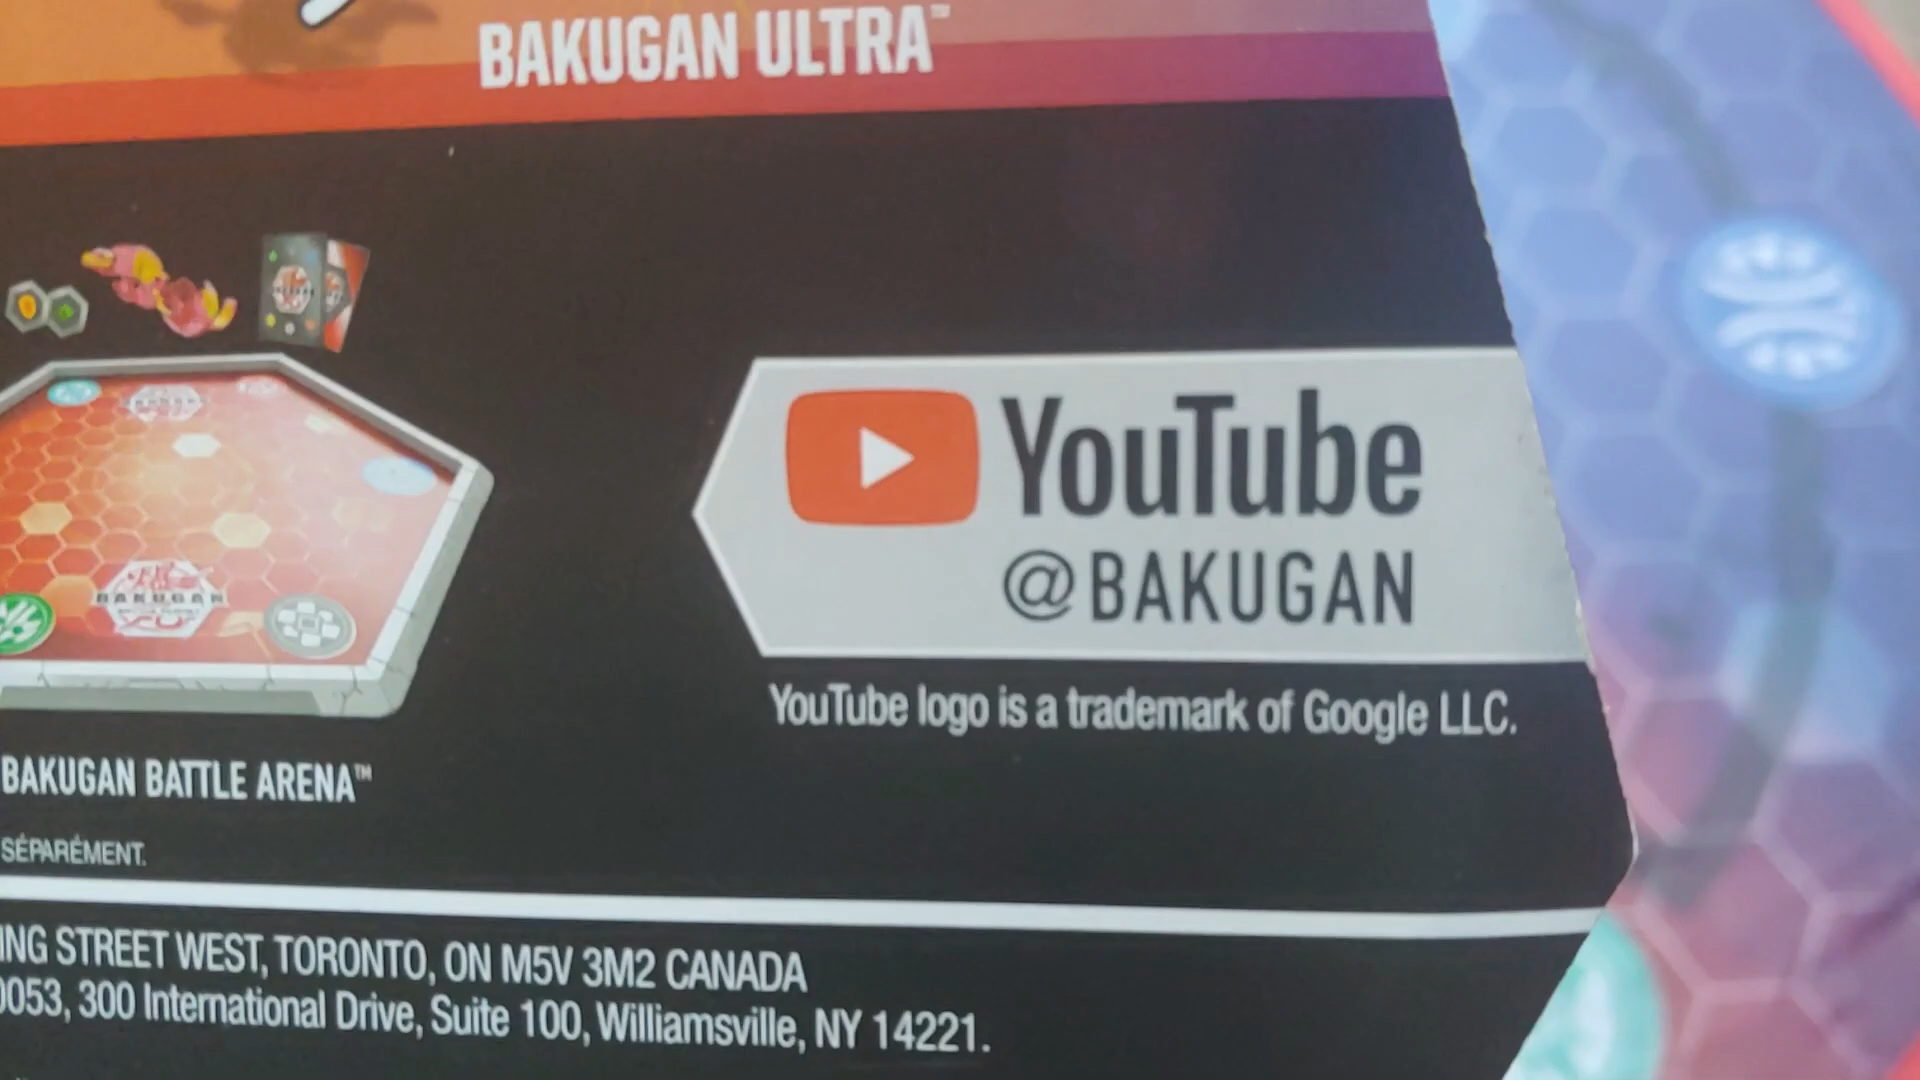 BAKUGAN ULTRA™
BAKUGAN
YouTube
@BAKUGAN
YouTube logo is a trademark of Google LLC.
BAKUGAN BATTLE ARENA™
SÉPARÉMENT.
ING STREET WEST, TORONTO, ON M5V 3M2 CANADA
0053, 300 International Drive, Suite 100, Williamsville, NY 14221.